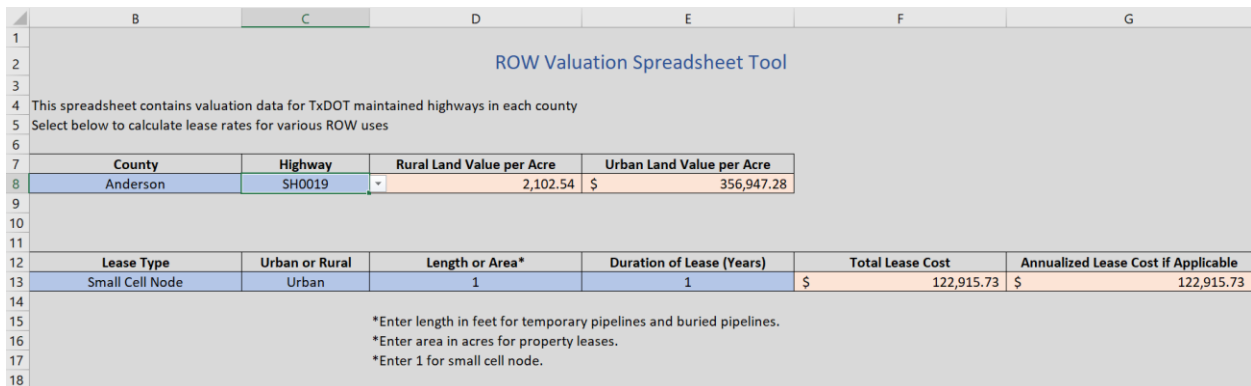 B C D E F G
1
2 ROW Valuation Spreadsheet Tool
3
4 This spreadsheet contains valuation data for TxDOT maintained highways in each county
5 Select below to calculate lease rates for various ROW uses
6
7 County Highway Rural Land Value per Acre Urban Land Value per Acre
8 Anderson SH0019 2,102.54 $ 356,947.28
9
10
11
12 Lease Type Urban or Rural Length or Area* Duration of Lease (Years) Total Lease Cost Annualized Lease Cost if Applicable
13 Small Cell Node Urban 1 1 $ 122,915.73 $ 122,915.73
14
15 *Enter length in feet for temporary pipelines and buried pipelines.
16 *Enter area in acres for property leases.
17 *Enter 1 for small cell node.
18